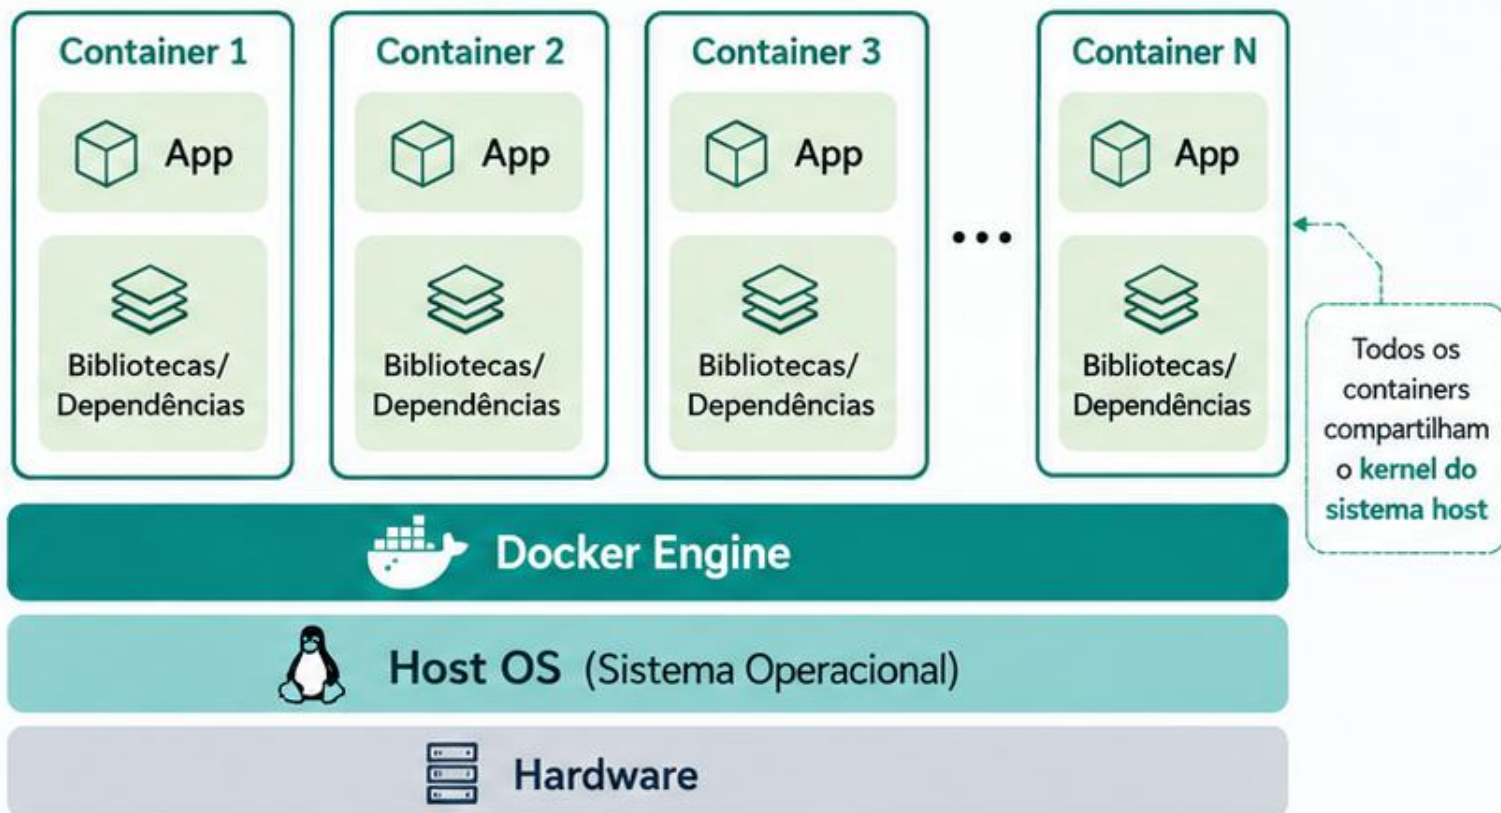 Container 1
App
Bibliotecas/
Dependências
Container 2
App
Bibliotecas/
Dependências
Container 3
App
Bibliotecas/
Dependências
...
Container N
App
Bibliotecas/
Dependências
Todos os
containers
compartilham
o kernel do
sistema host
Docker Engine
Host OS (Sistema Operacional)
Hardware